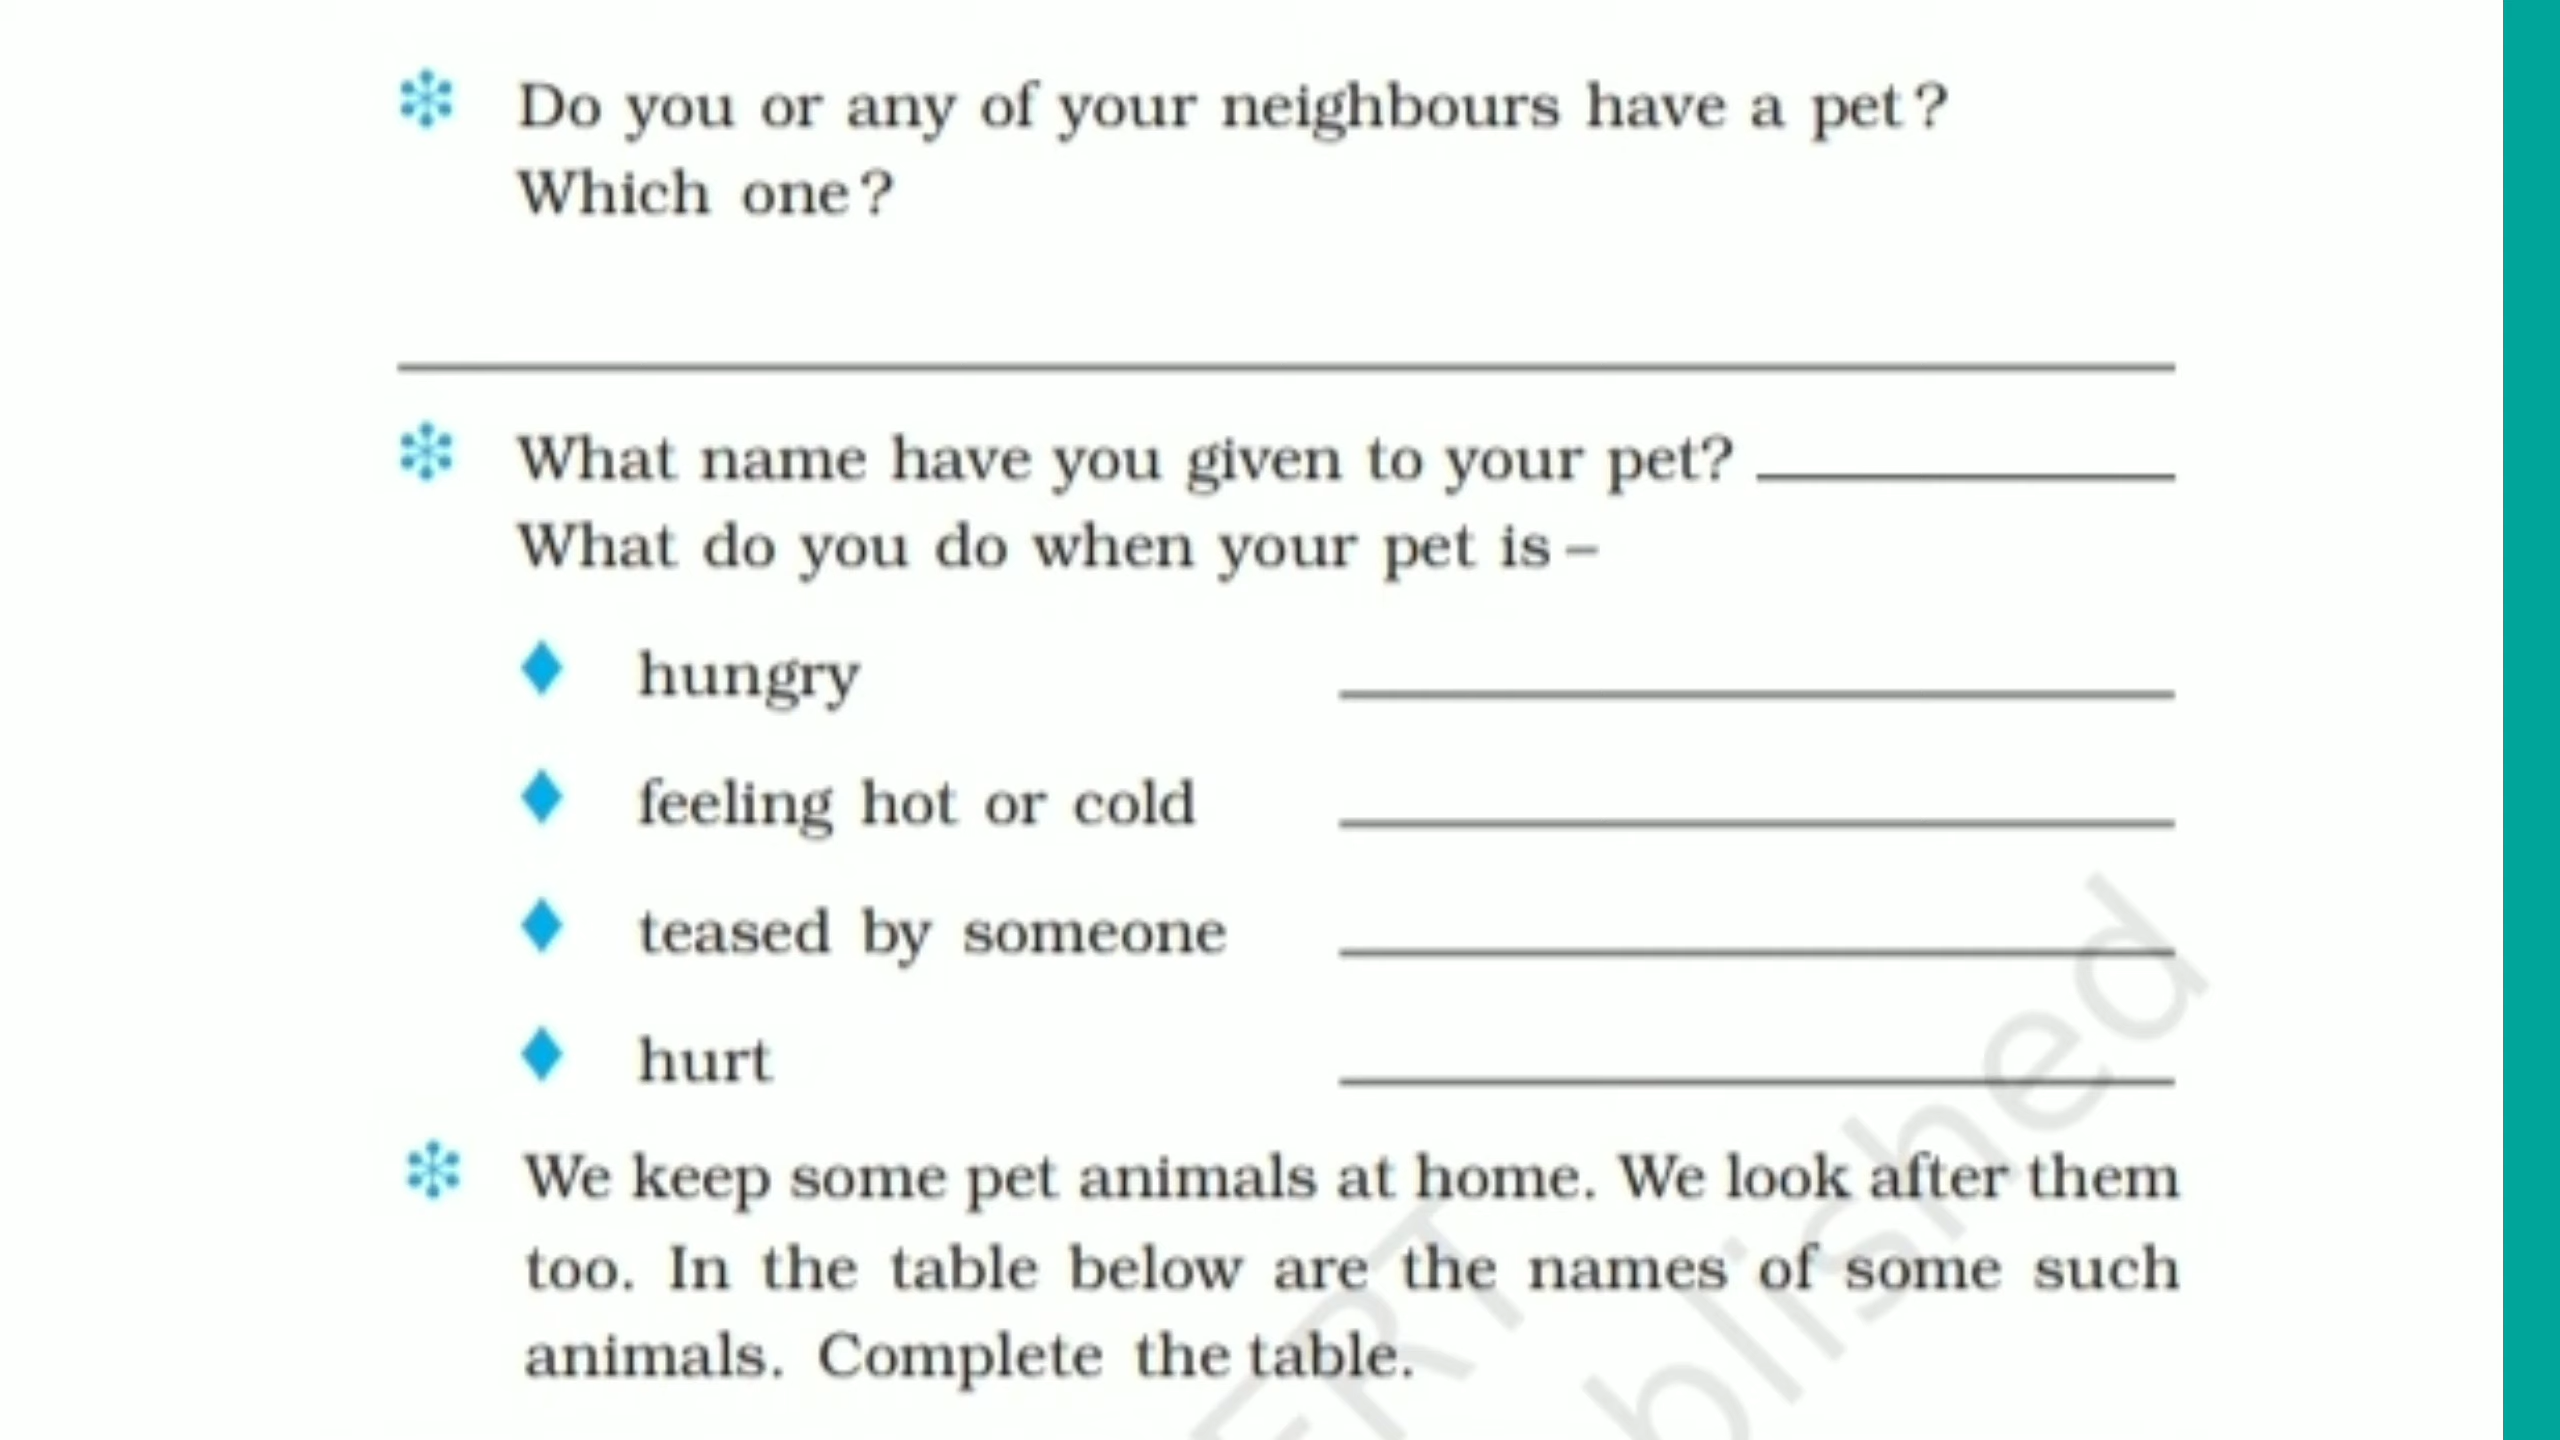 Do you or any of your neighbours have a pet?
Which one?
What name have you given to your pet?
What do you do when your pet is –
hungry
feeling hot or cold
teased by someone
hurt
We keep some pet animals at home. We look after them
too. In the table below are the names of some such
animals. Complete the table.